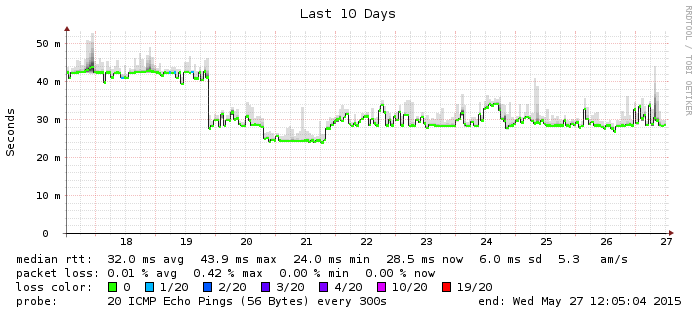 Last 10 Days
RRDTOOL / TOBI OETIKER
Seconds
50 m
40 m
30 m
20 m
10 m
0
18 19 20 21 22 23 24 25 26 27
median rtt: 32.0 ms avg 43.9 ms max 24.0 ms min 28.5 ms now 6.0 ms sd 5.3 am/s
packet loss: 0.01 % avg 0.42 % max 0.00 % min 0.00 % now
loss color: 0 1/20 2/20 3/20 4/20 10/20 19/20
probe: 20 ICMP Echo Pings (56 Bytes) every 300s end: Wed May 27 12:05:04 2015